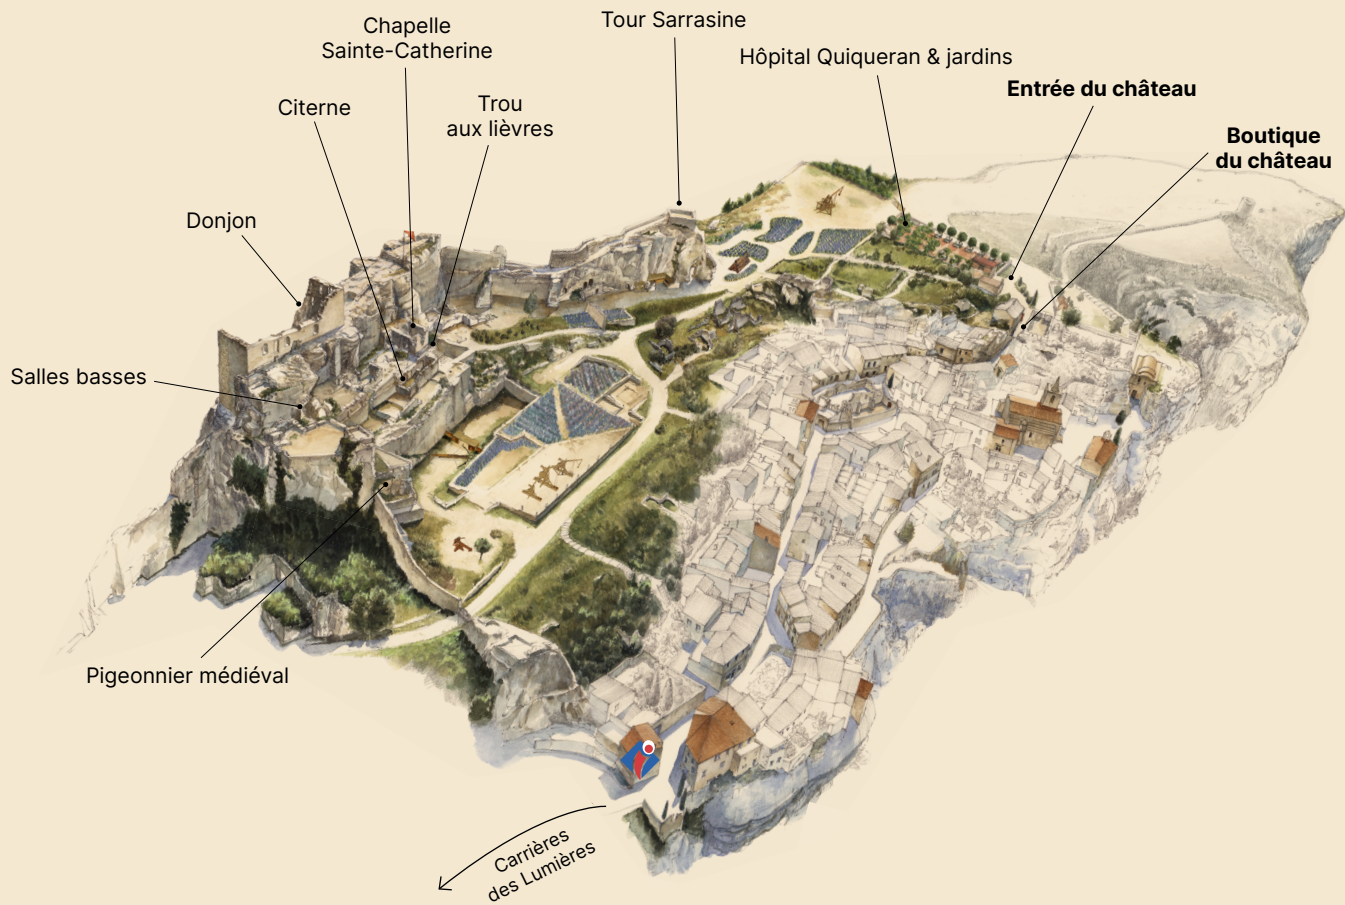 Tour Sarrasine
Chapelle
Sainte-Catherine
Hôpital Quiqueran & jardins
Entrée du château
Citerne
Trou
aux lièvres
Boutique
du château
Donjon
Salles basses
Pigeonnier médiéval
Carrières
des Lumières